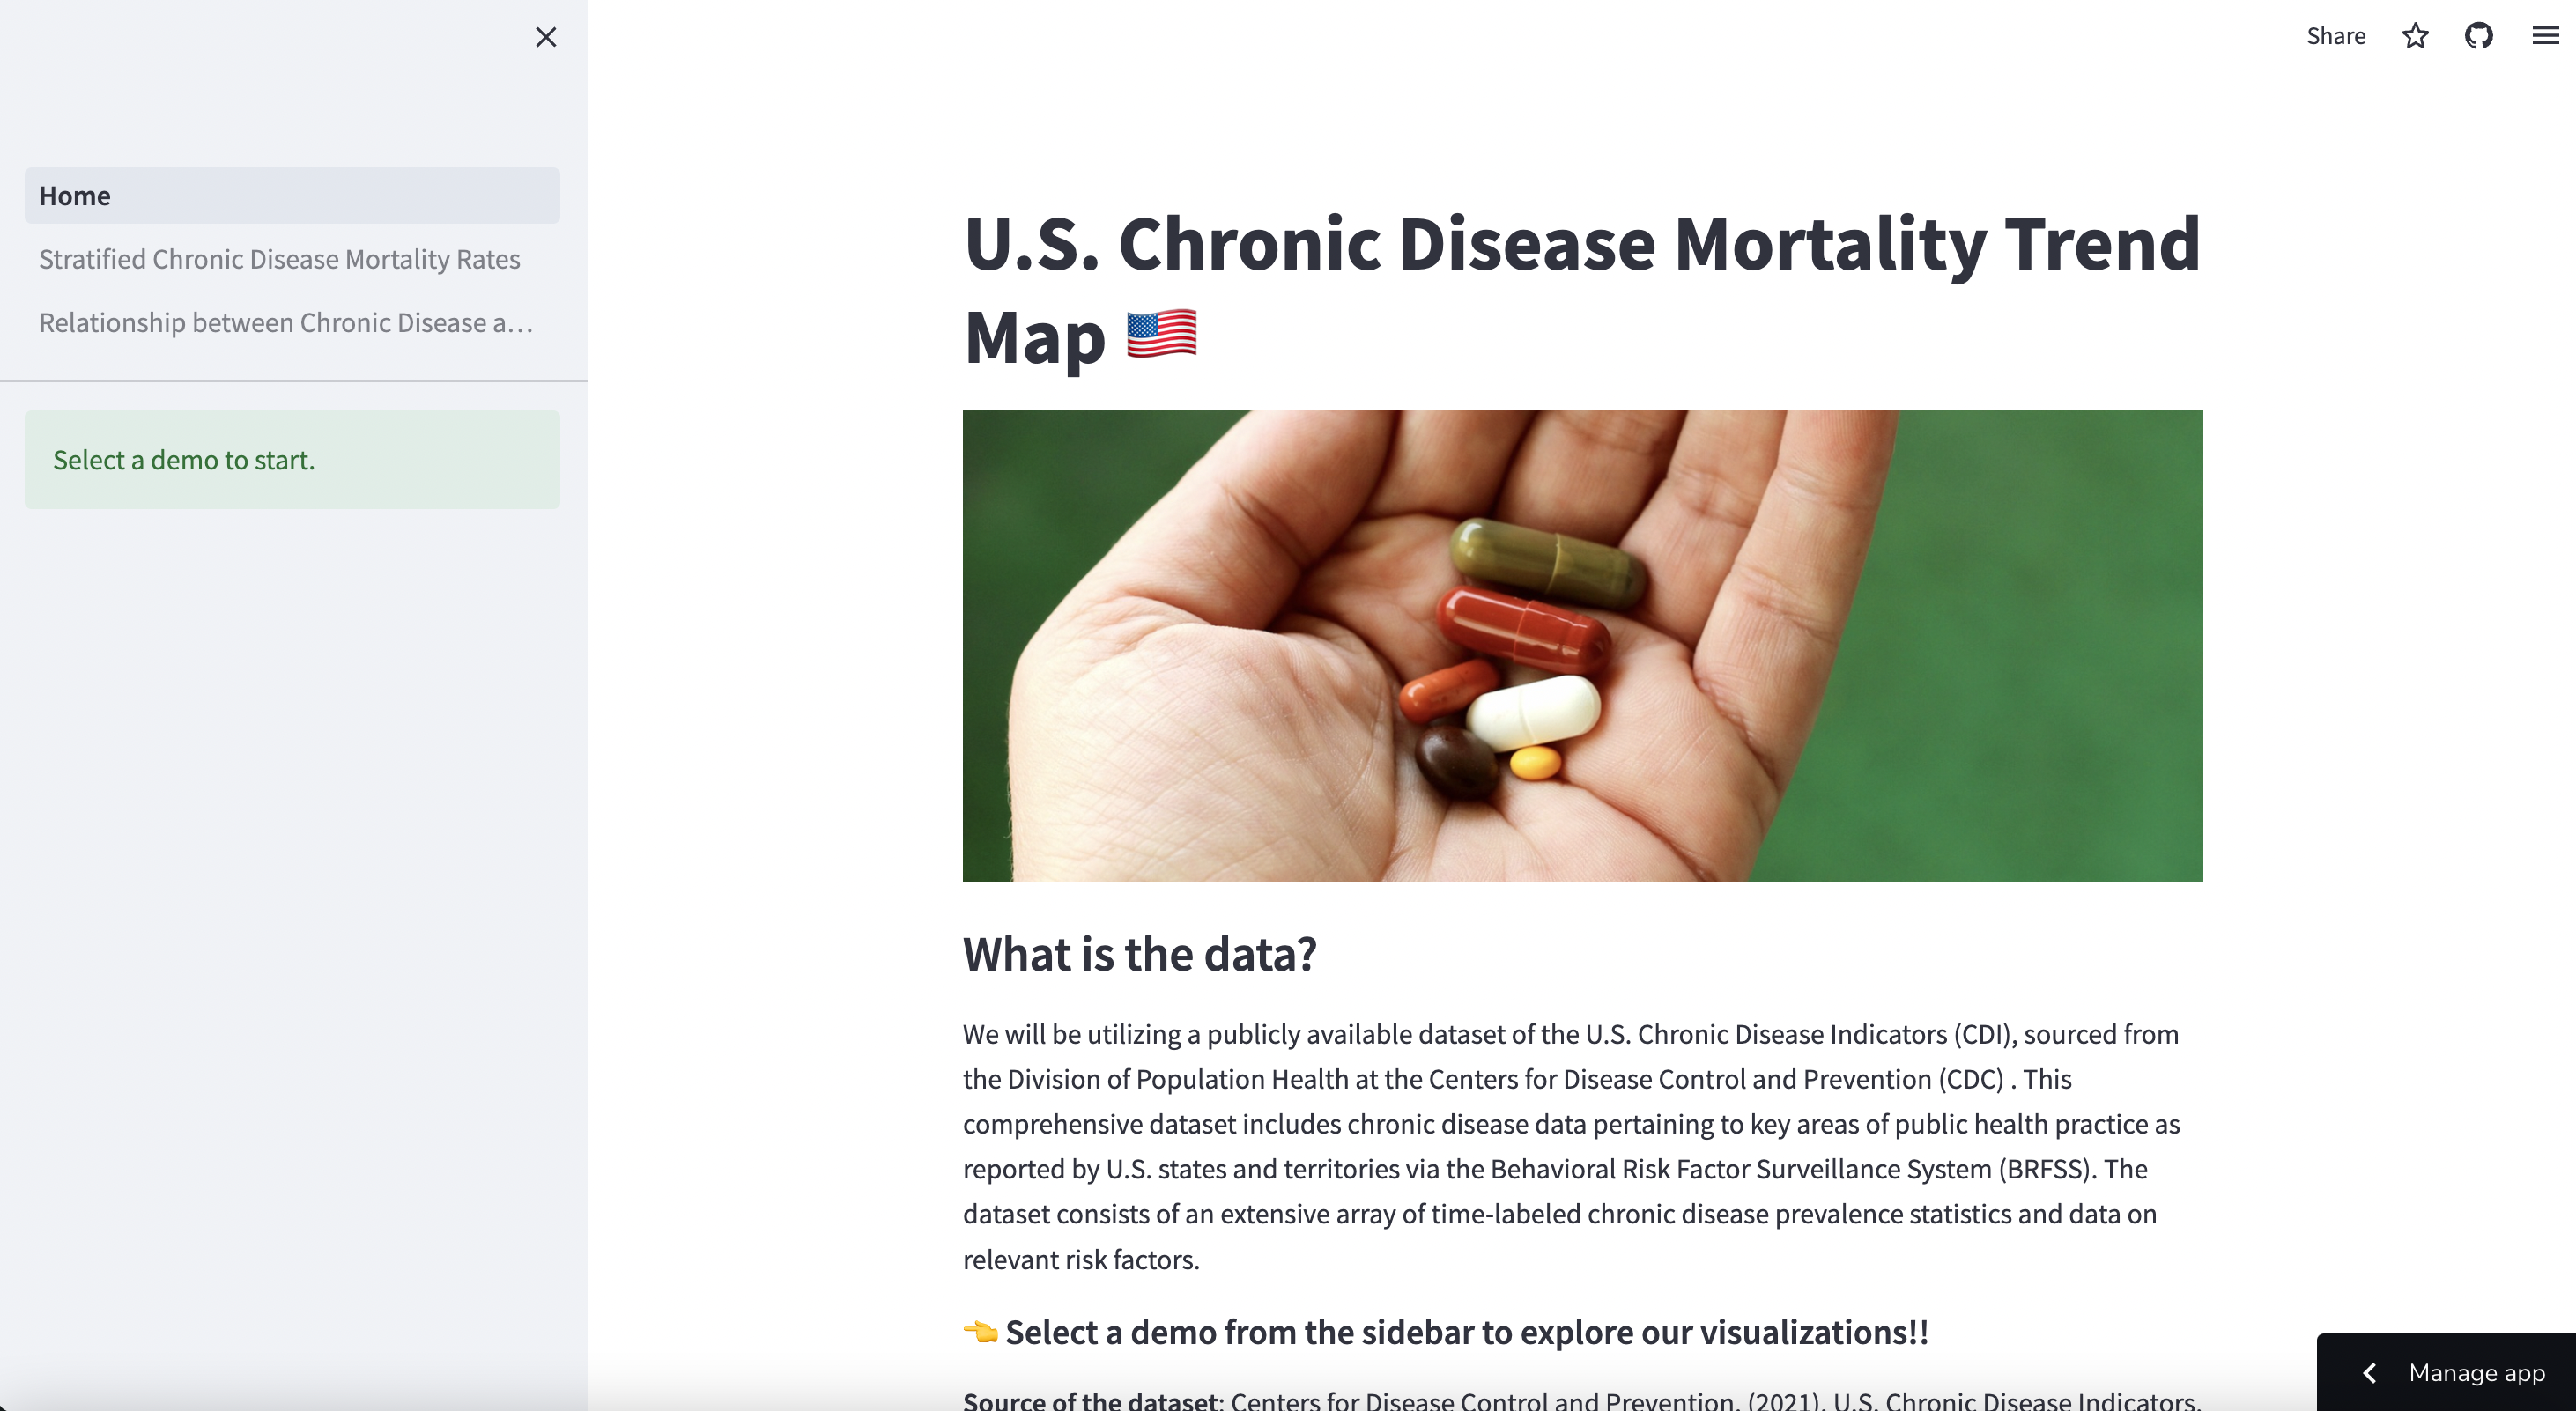 Share
Home
Stratified Chronic Disease Mortality Rates
Relationship between Chronic Disease a...
Select a demo to start.
U.S. Chronic Disease Mortality Trend
Map 🇺🇸
What is the data?
We will be utilizing a publicly available dataset of the U.S. Chronic Disease Indicators (CDI), sourced from
the Division of Population Health at the Centers for Disease Control and Prevention (CDC) . This
comprehensive dataset includes chronic disease data pertaining to key areas of public health practice as
reported by U.S. states and territories via the Behavioral Risk Factor Surveillance System (BRFSS). The
dataset consists of an extensive array of time-labeled chronic disease prevalence statistics and data on
relevant risk factors.
👈 Select a demo from the sidebar to explore our visualizations!!
Source of the dataset: Centers for Disease Control and Prevention. (2021). U.S. Chronic Disease Indicators.
Manage app